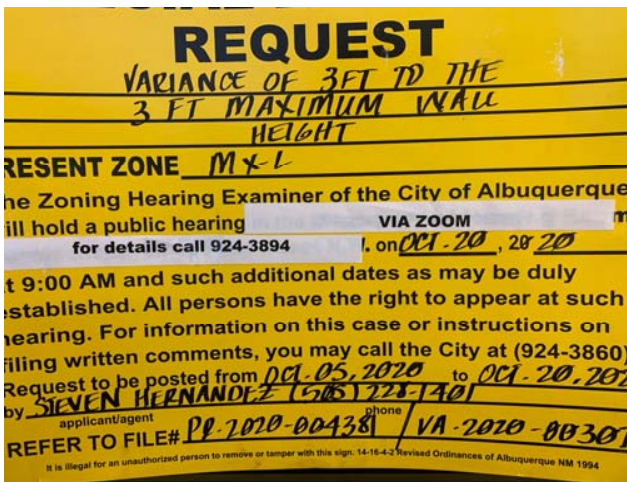 REQUEST
VARIANCE OF 3FT TO THE
3 FT MAXIMUM WALL
HEIGHT
RESENT ZONE MX-L
he Zoning Hearing Examiner of the City of Albuquerque
ill hold a public hearing VIA ZOOM m
for details call 924-3894 . on OCT. 20, 2020
t 9:00 AM and such additional dates as may be duly
established. All persons have the right to appear at such
hearing. For information on this case or instructions on
filing written comments, you may call the City at (924-3860)
Request to be posted from OCT. 05, 2020 to OCT. 20, 202
by STEVEN HERNANDEZ (505) 228-1401
applicant/agent phone
REFER TO FILE# PR-2020-004381 / VA-2020-00307
It is illegal for an unauthorized person to remove or tamper with this sign. 14-16-4-2 Revised Ordinances of Albuquerque NM 1994